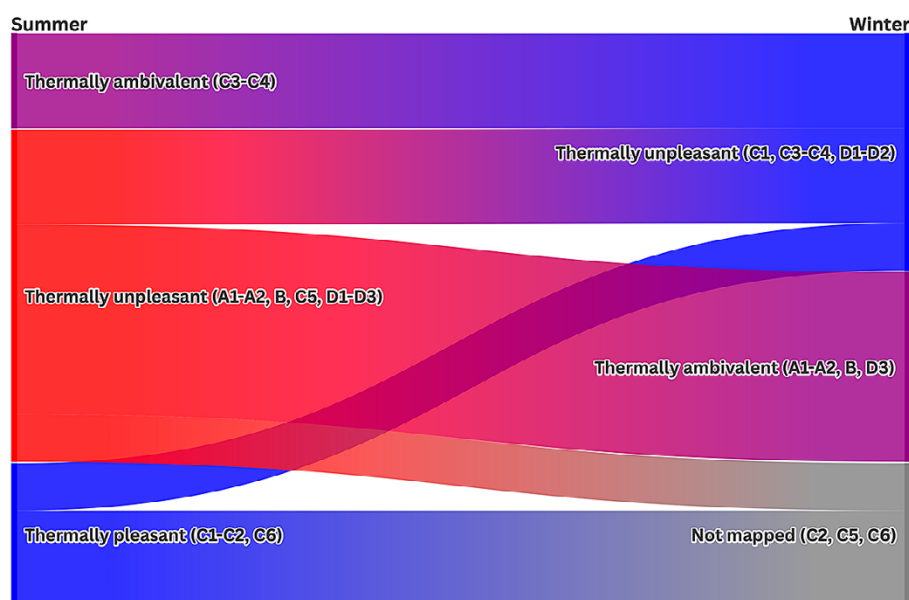 Summer
Winter
Thermally ambivalent (C3-C4)
Thermally unpleasant (C1, C3-C4, D1-D2)
Thermally unpleasant (A1-A2, B, C5, D1-D3)
Thermally ambivalent (A1-A2, B, D3)
Thermally pleasant (C1-C2, C6)
Not mapped (C2, C5, C6)